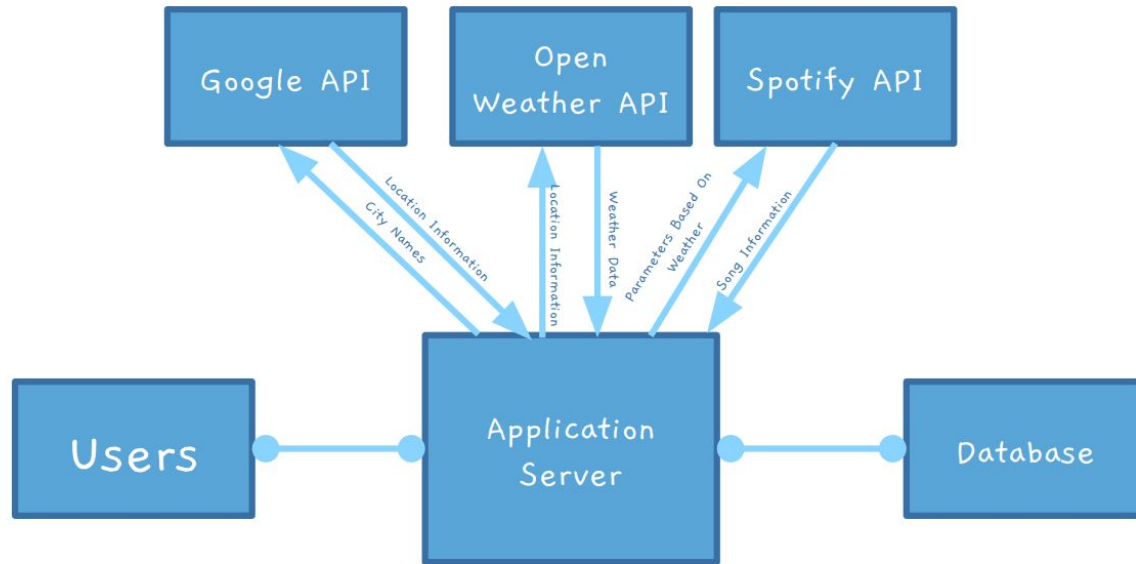 Google API
Open
Weather API
Spotify API
City Names
Location Information
Location Information
Weather Data
Parameters Based On
Weather
Song Information
Users
Application
Server
Database